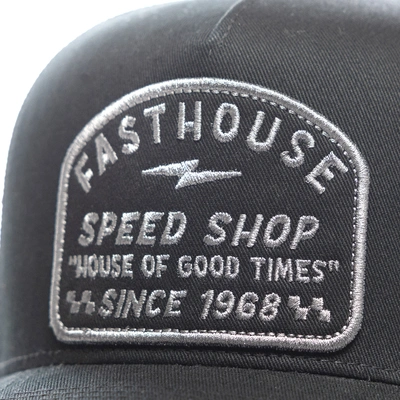 FASTHOUSE
SPEED SHOP
"HOUSE OF GOOD TIMES"
SINCE 1968